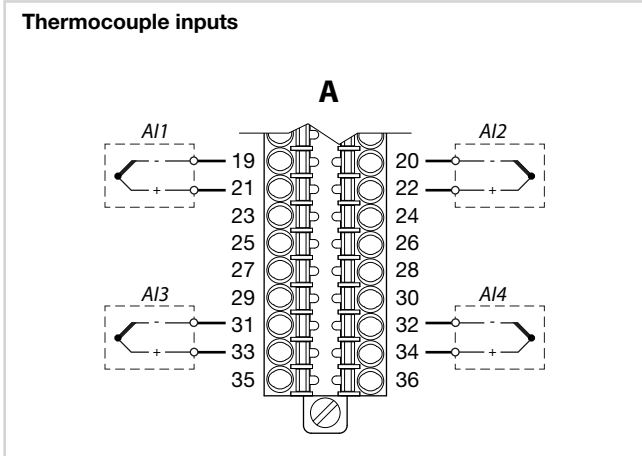 Thermocouple inputs
A
AI1 AI2
- 19 20 -
+ 21 22 +
23 24
25 26
27 28
AI3 29 30 AI4
- 31 32 -
+ 33 34 +
35 36